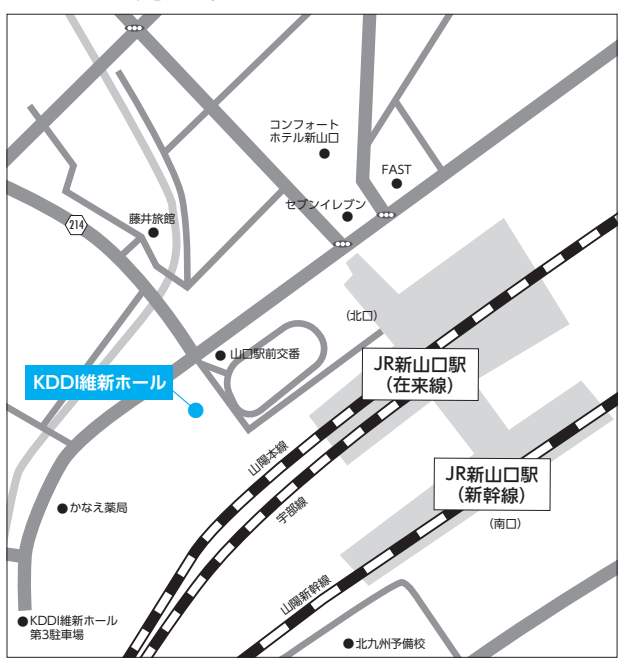 コンフォート
ホテル新山口
FAST
セブンイレブン
藤井旅館
214
(北口)
山口駅前交番
JR新山口駅
(在来線)
KDDI維新ホール
山陽本線
宇部線
JR新山口駅
(新幹線)
(南口)
かなえ薬局
山陽新幹線
KDDI維新ホール
第3駐車場
北九州予備校